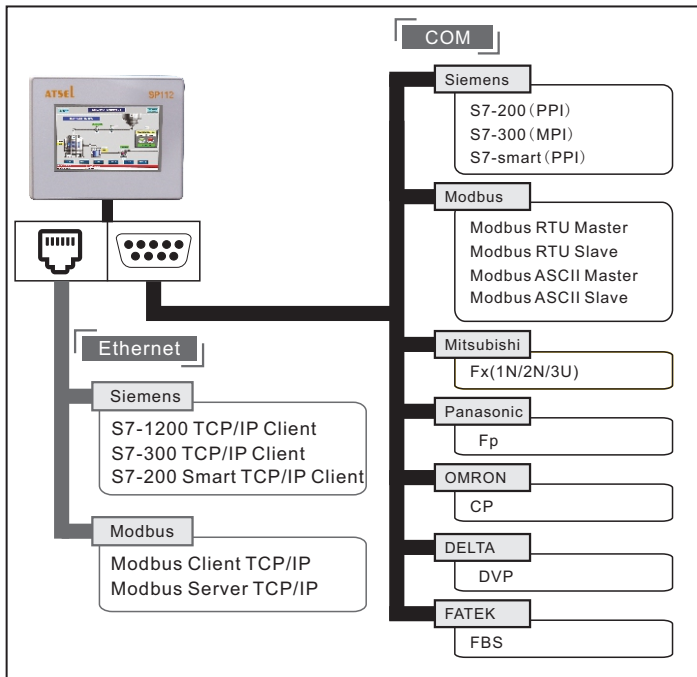 COM
ATSEL
SP112
Siemens
S7-200(PPI)
S7-300(MPI)
S7-smart(PPI)
Modbus
Modbus RTU Master
Modbus RTU Slave
Modbus ASCII Master
Modbus ASCII Slave
Mitsubishi
Fx(1N/2N/3U)
Panasonic
Fp
OMRON
CP
DELTA
DVP
FATEK
FBS
Ethernet
Siemens
S7-1200 TCP/IP Client
S7-300 TCP/IP Client
S7-200 Smart TCP/IP Client
Modbus
Modbus Client TCP/IP
Modbus Server TCP/IP